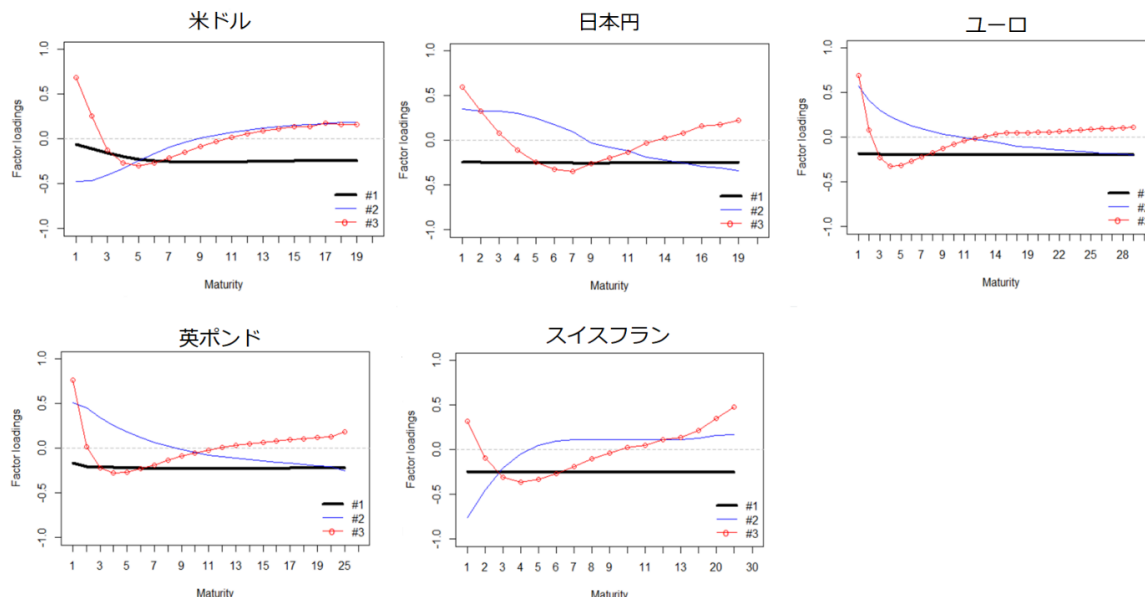 米ドル
1.0
0.5
0.0
-0.5
-1.0
Factor loadings
#1
#2
#3
1 3 5 7 9 11 13 15 17 19
Maturity
日本円
1.0
0.5
0.0
-0.5
-1.0
Factor loadings
#1
#2
#3
1 2 3 4 5 7 9 11 14 16 19
Maturity
ユーロ
1.0
0.5
0.0
-0.5
-1.0
Factor loadings
1 3 5 7 9 11 14 19 22 25 28
Maturity
英ポンド
1.0
0.5
0.0
-0.5
-1.0
Factor loadings
#1
#2
#3
1 3 5 7 9 11 13 15 19 25
Maturity
スイスフラン
1.0
0.5
0.0
-0.5
-1.0
Factor loadings
#1
#2
#3
1 2 3 4 5 7 9 11 13 20 30
Maturity